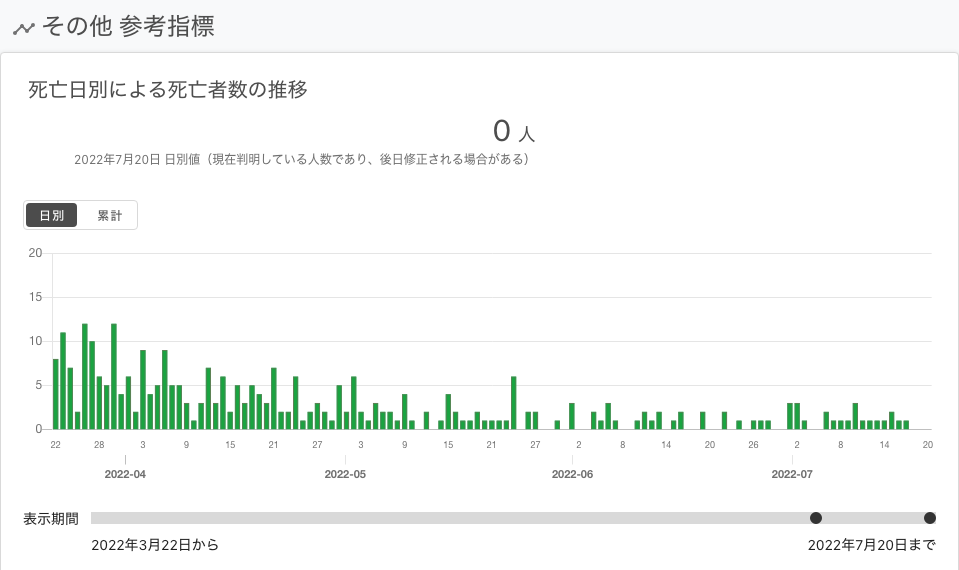 その他 参考指標
死亡日別による死亡者数の推移
0 人
2022年7月20日 日別値（現在判明している人数であり、後日修正される場合がある）
日別 累計
20
15
10
5
0
22 28 3 9 15 21 27 3 9 15 21 27 2 8 14 20 26 2 8 14 20
2022-04 2022-05 2022-06 2022-07
表示期間
2022年3月22日から 2022年7月20日まで